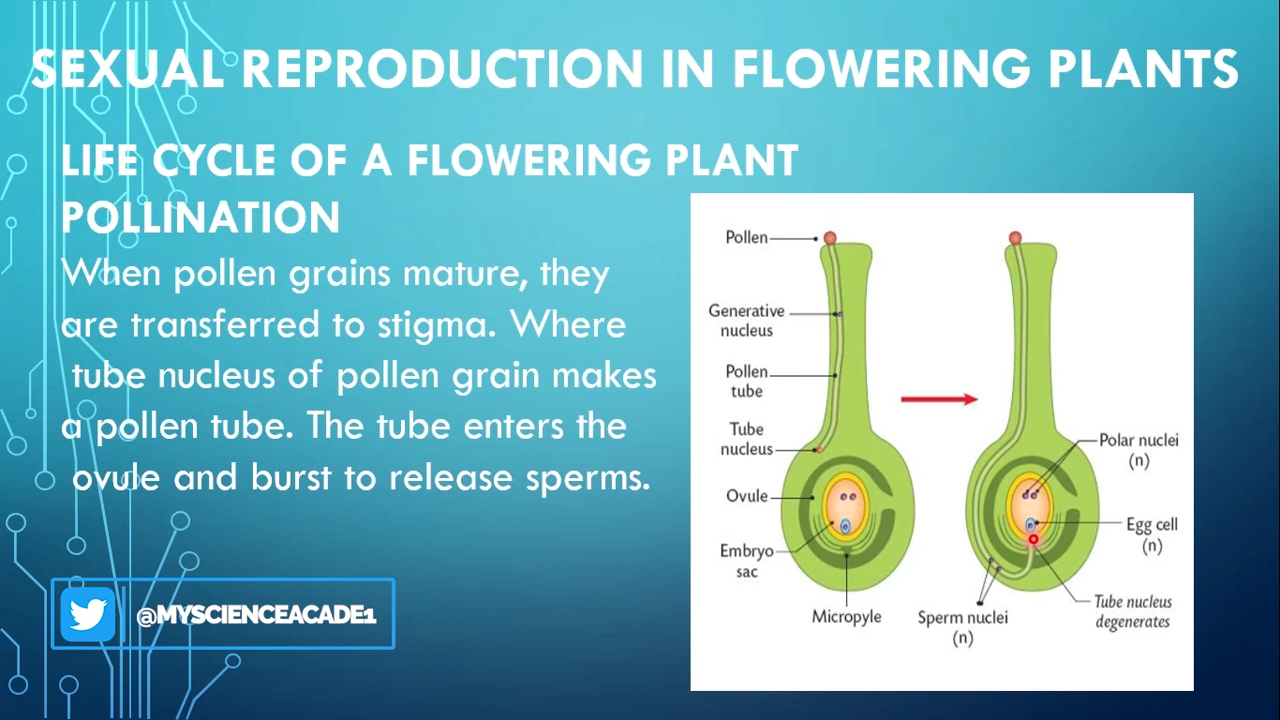 SEXUAL REPRODUCTION IN FLOWERING PLANTS
LIFE CYCLE OF A FLOWERING PLANT
POLLINATION
When pollen grains mature, they
are transferred to stigma. Where
tube nucleus of pollen grain makes
a pollen tube. The tube enters the
ovule and burst to release sperms.
@MYSCIENCEACADE1
Pollen
Generative
nucleus
Pollen
tube
Tube
nucleus
Ovule
Embryo
sac
Micropyle
Polar nuclei
(n)
Egg cell
(n)
Sperm nuclei
(n)
Tube nucleus
degenerates